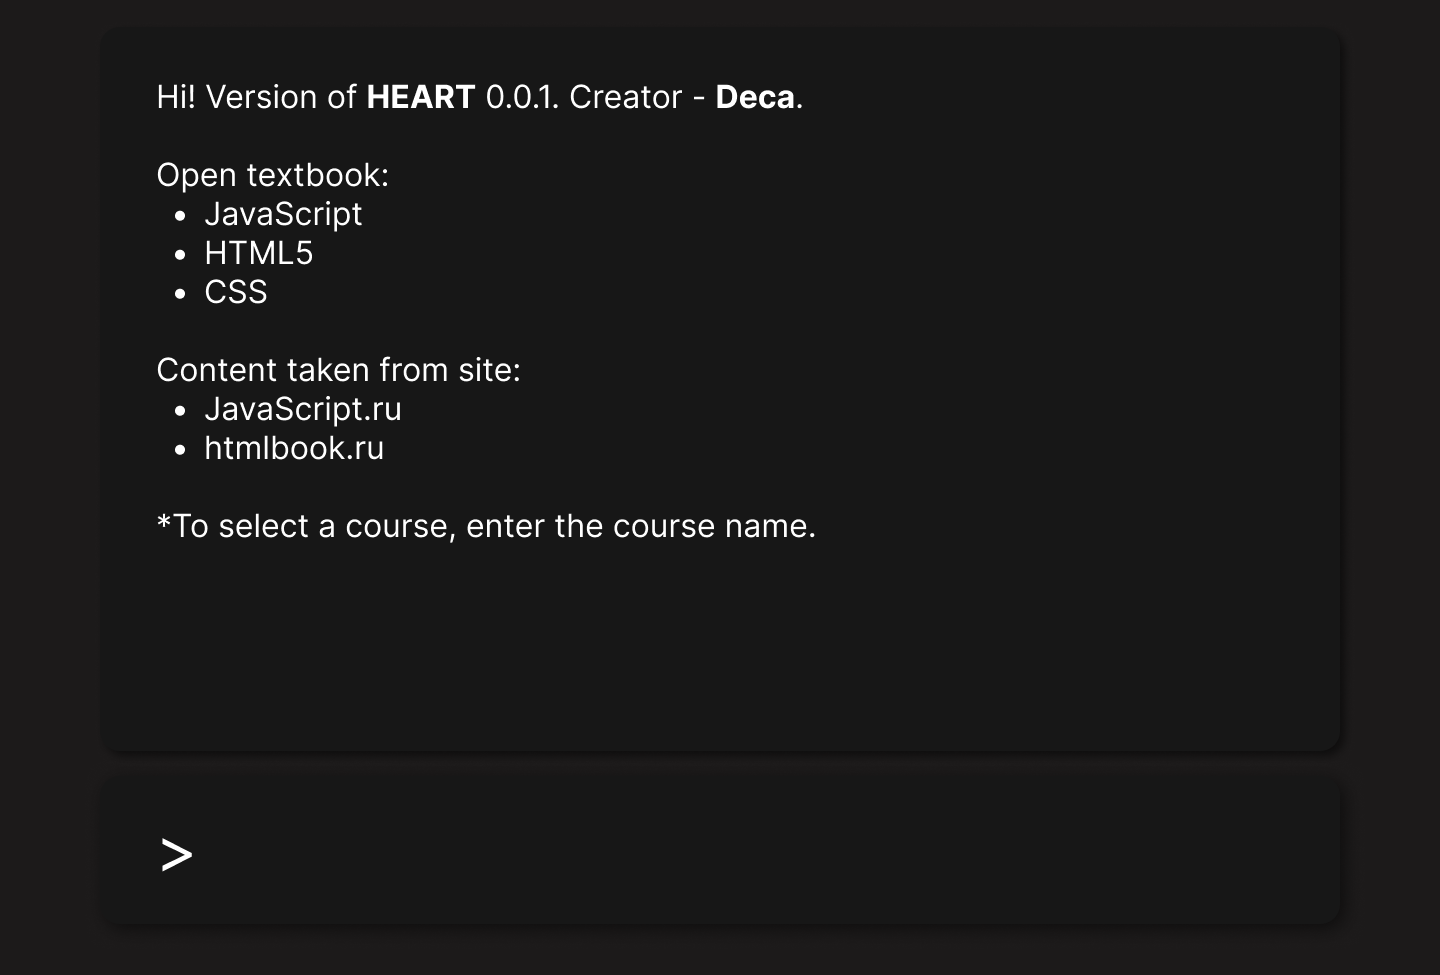 Hi! Version of HEART 0.0.1. Creator - Deca.
Open textbook:
• JavaScript
• HTML5
• CSS
Content taken from site:
• JavaScript.ru
• htmlbook.ru
*To select a course, enter the course name.
>